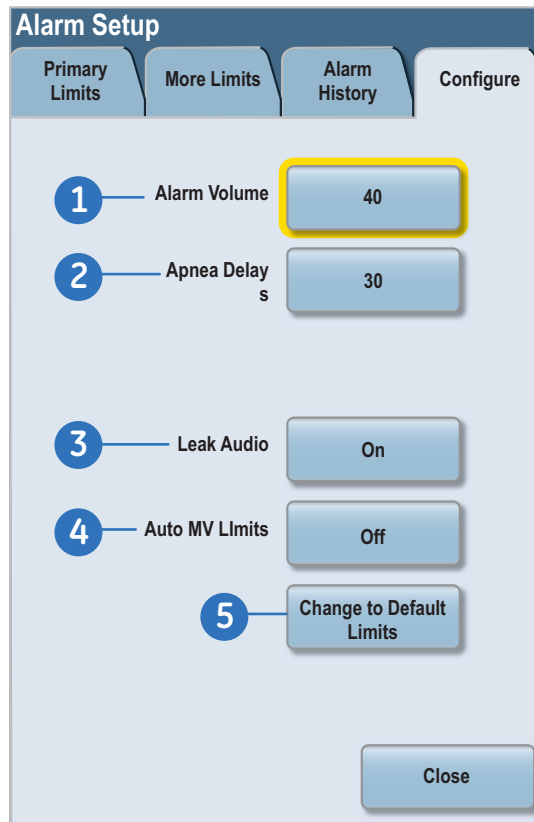 Alarm Setup
Primary
Limits
More Limits
Alarm
History
Configure
1
Alarm Volume
40
2
Apnea Delay
s
30
3
Leak Audio
On
4
Auto MV LImits
Off
5
Change to Default
Limits
Close